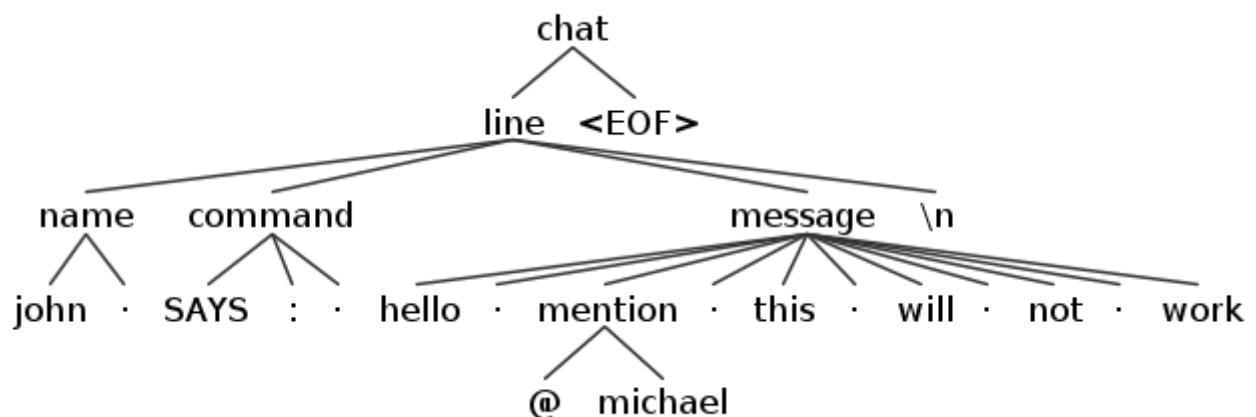 chat
line <EOF>
name command message \n
john · SAYS : · hello · mention · this · will · not · work
@ michael